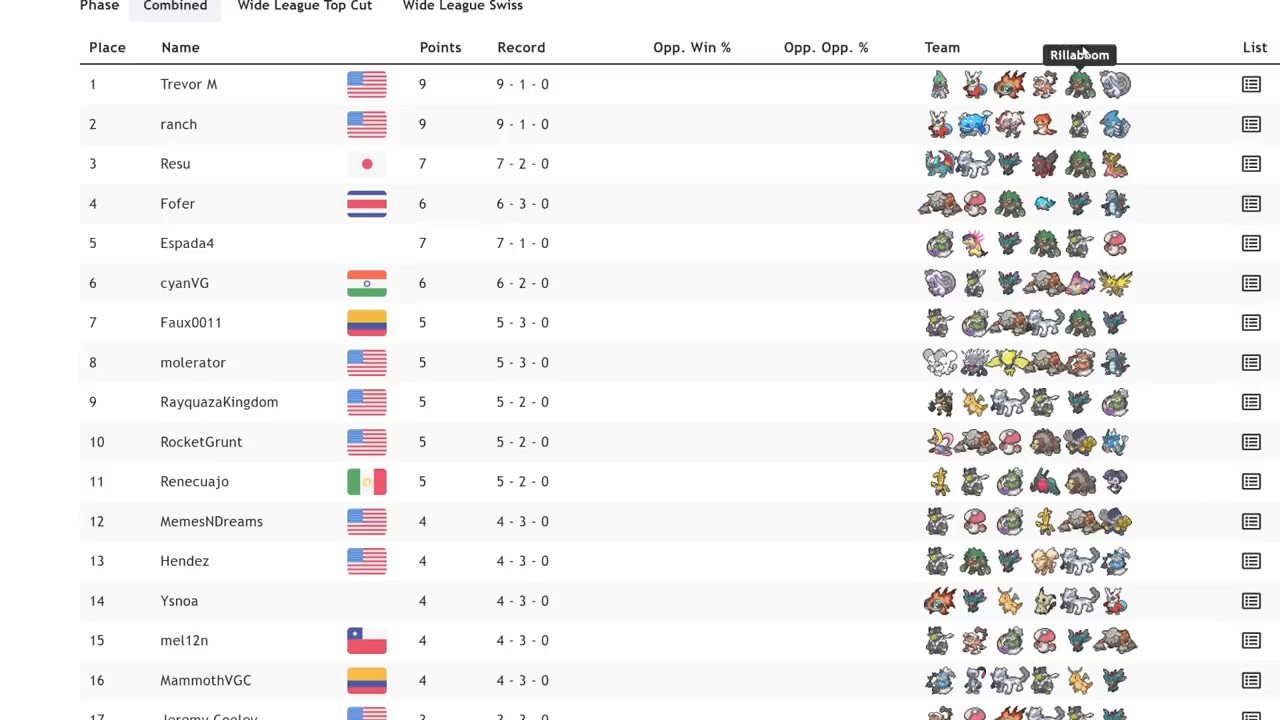 Phase Combined Wide League Top Cut Wide League Swiss
Place Name Points Record Opp. Win % Opp. Opp. % Team List
Rillaboom
1 Trevor M 9 9 - 1 - 0
2 ranch 9 9 - 1 - 0
3 Resu 7 7 - 2 - 0
4 Fofer 6 6 - 3 - 0
5 Espada4 7 7 - 1 - 0
6 cyanVG 6 6 - 2 - 0
7 Faux0011 5 5 - 3 - 0
8 molerator 5 5 - 3 - 0
9 RayquazaKingdom 5 5 - 2 - 0
10 RocketGrunt 5 5 - 2 - 0
11 Renecuajo 5 5 - 2 - 0
12 MemesNDreams 4 4 - 3 - 0
13 Hendez 4 4 - 3 - 0
14 Ysnoa 4 4 - 3 - 0
15 mel12n 4 4 - 3 - 0
16 MammothVGC 4 4 - 3 - 0
17 Jeremy Cooley 3